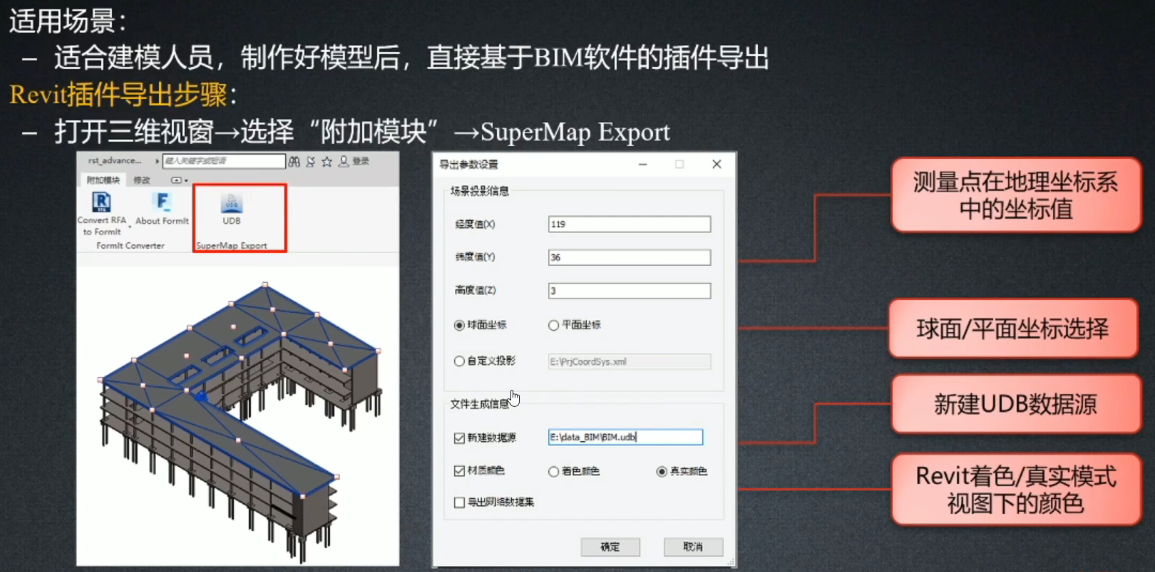 适用场景：
– 适合建模人员，制作好模型后，直接基于BIM软件的插件导出
Revit插件导出步骤：
– 打开三维视窗→选择“附加模块”→SuperMap Export
rst_advance...
键入关键字或短语
登录
附加模块 修改
Convert RFA to FormIt
About FormIt
UDB
FormIt Converter
SuperMap Export
导出参数设置
场景投影信息
经度值(X) 119
纬度值(Y) 36
高度值(Z) 3
球面坐标 平面坐标
自定义投影 E:\PrjCoordSys.xml
文件生成信息
新建数据源 E:\data_BIM\BIM.udb
材质颜色 着色颜色 真实颜色
导出网络数据集
确定 取消
测量点在地理坐标系
中的坐标值
球面/平面坐标选择
新建UDB数据源
Revit着色/真实模式
视图下的颜色